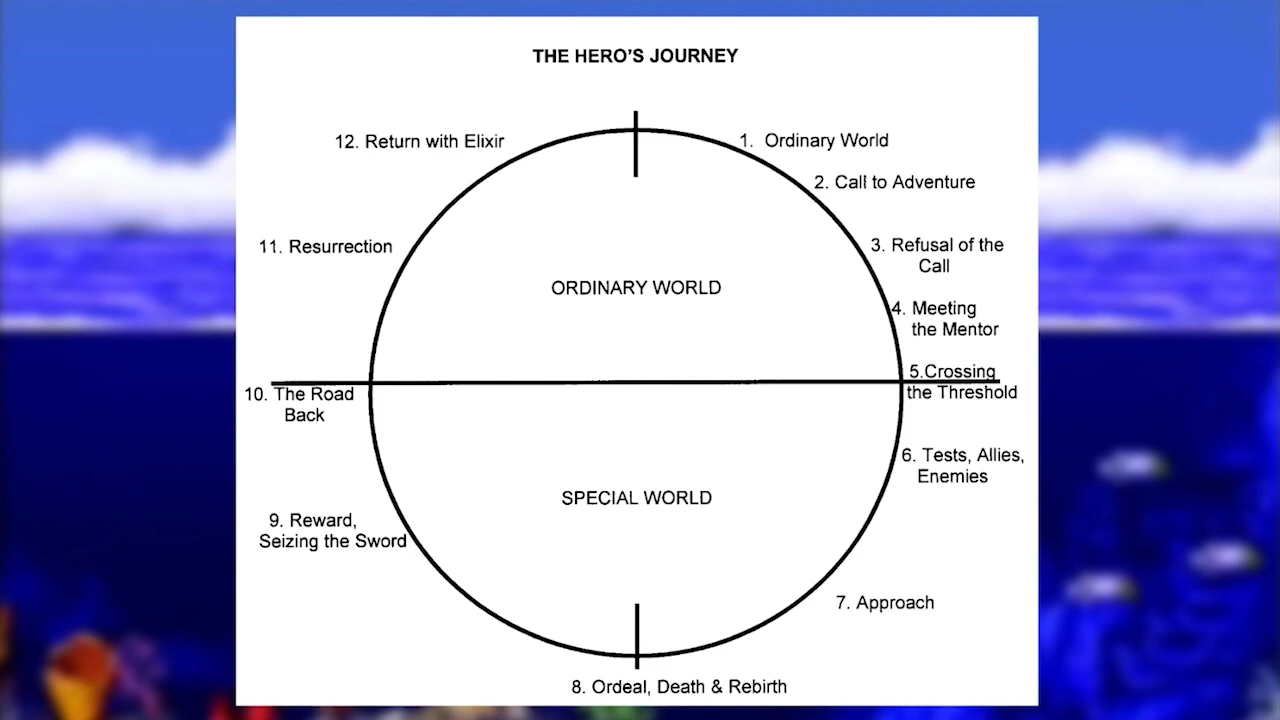 THE HERO'S JOURNEY
12. Return with Elixir
1. Ordinary World
2. Call to Adventure
3. Refusal of the
Call
11. Resurrection
ORDINARY WORLD
4. Meeting
the Mentor
5.Crossing
the Threshold
10. The Road
Back
6. Tests, Allies,
Enemies
SPECIAL WORLD
9. Reward,
Seizing the Sword
7. Approach
8. Ordeal, Death & Rebirth